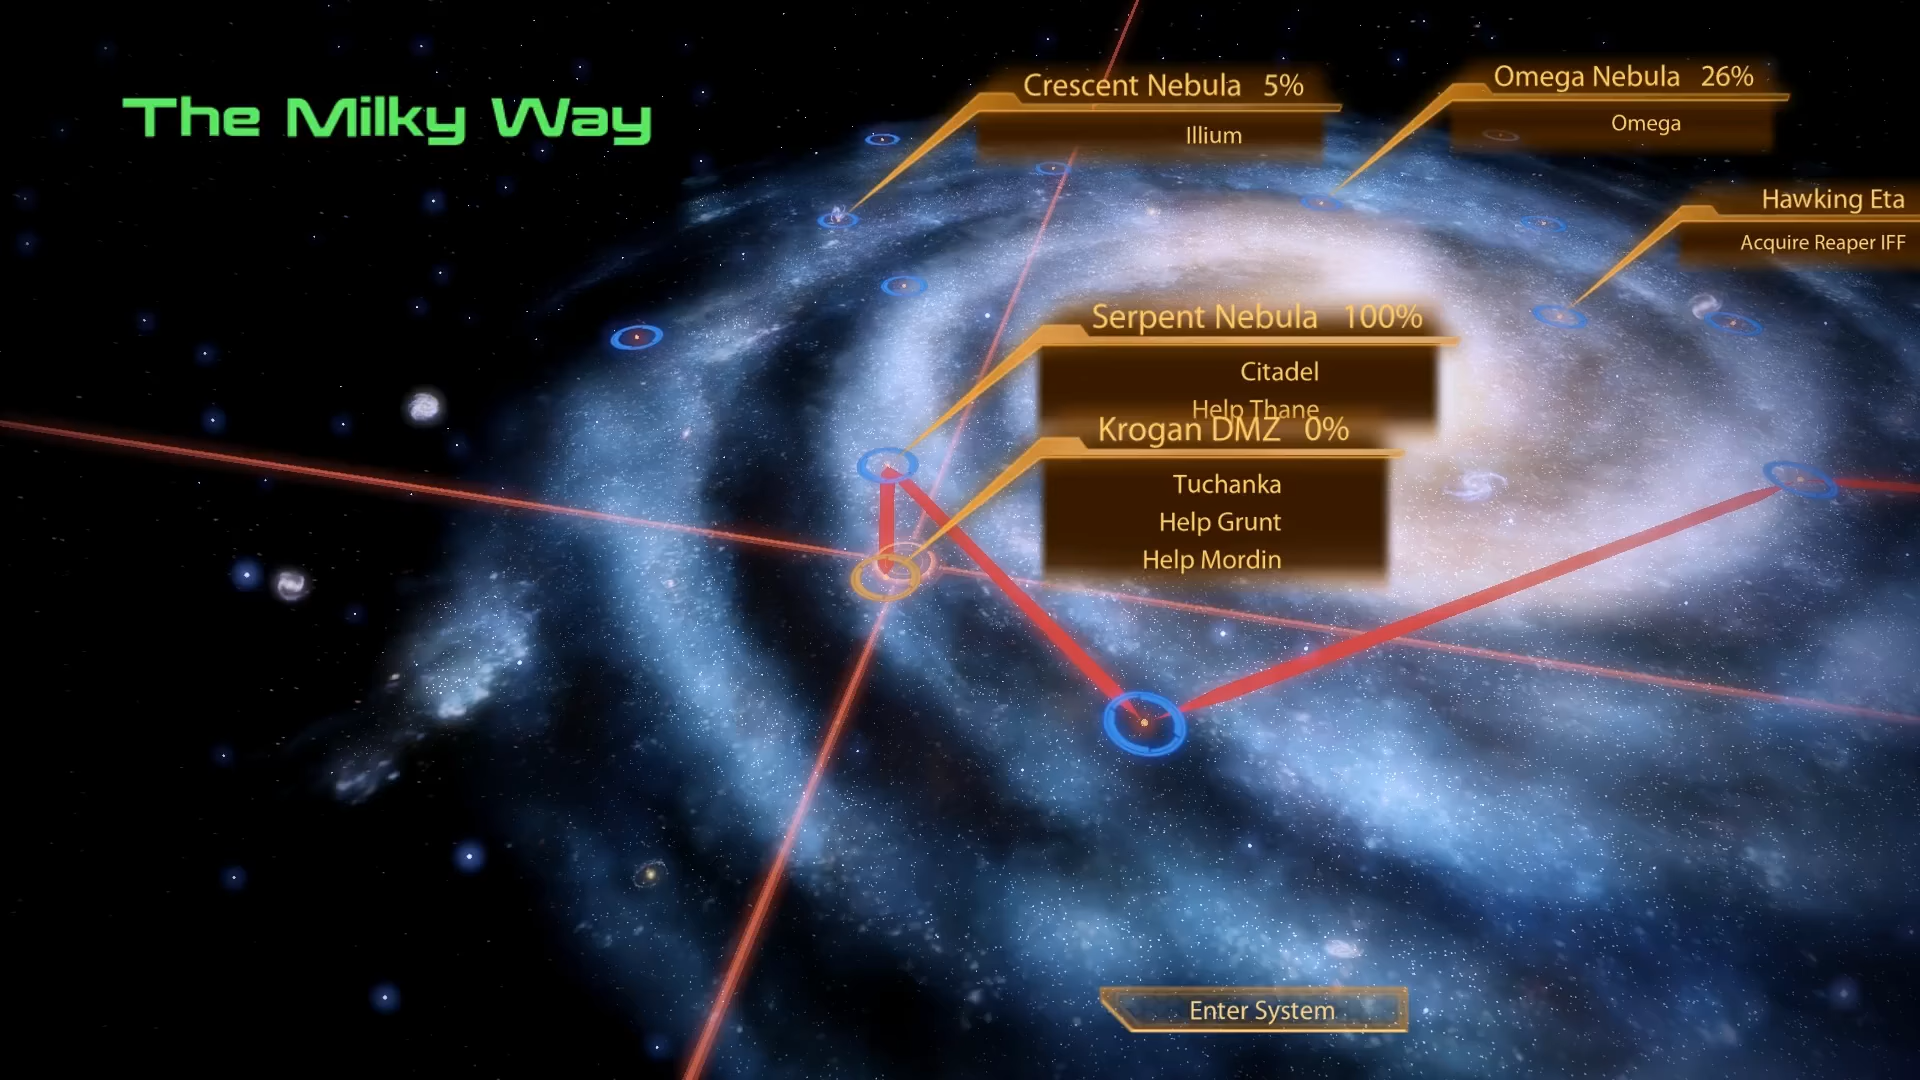 The Milky Way
Crescent Nebula 5%
Illium
Omega Nebula 26%
Omega
Hawking Eta
Acquire Reaper IFF
Serpent Nebula 100%
Citadel
Help Thane
Krogan DMZ 0%
Tuchanka
Help Grunt
Help Mordin
Enter System